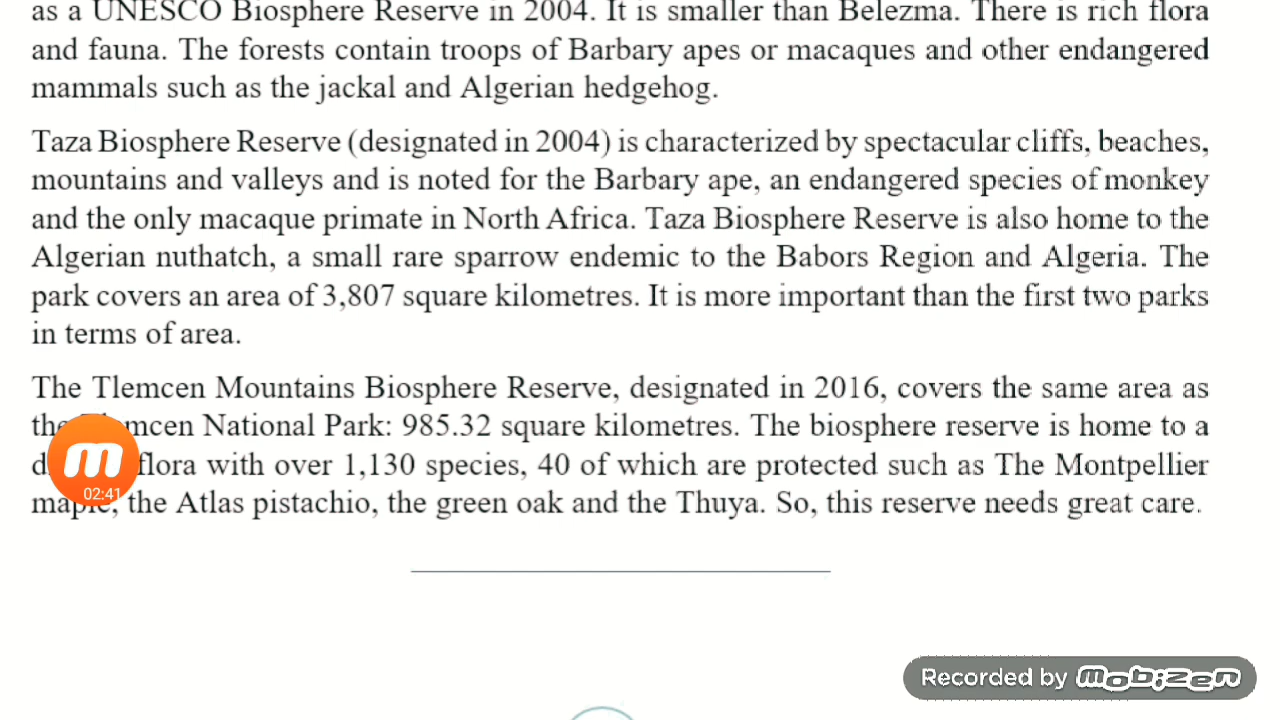 as a UNESCO Biosphere Reserve in 2004. It is smaller than Belezma. There is rich flora
and fauna. The forests contain troops of Barbary apes or macaques and other endangered
mammals such as the jackal and Algerian hedgehog.
Taza Biosphere Reserve (designated in 2004) is characterized by spectacular cliffs, beaches,
mountains and valleys and is noted for the Barbary ape, an endangered species of monkey
and the only macaque primate in North Africa. Taza Biosphere Reserve is also home to the
Algerian nuthatch, a small rare sparrow endemic to the Babors Region and Algeria. The
park covers an area of 3,807 square kilometres. It is more important than the first two parks
in terms of area.
The Tlemcen Mountains Biosphere Reserve, designated in 2016, covers the same area as
the Tlemcen National Park: 985.32 square kilometres. The biosphere reserve is home to a
flora with over 1,130 species, 40 of which are protected such as The Montpellier
maple, the Atlas pistachio, the green oak and the Thuya. So, this reserve needs great care.
02:41
Recorded by mobizen